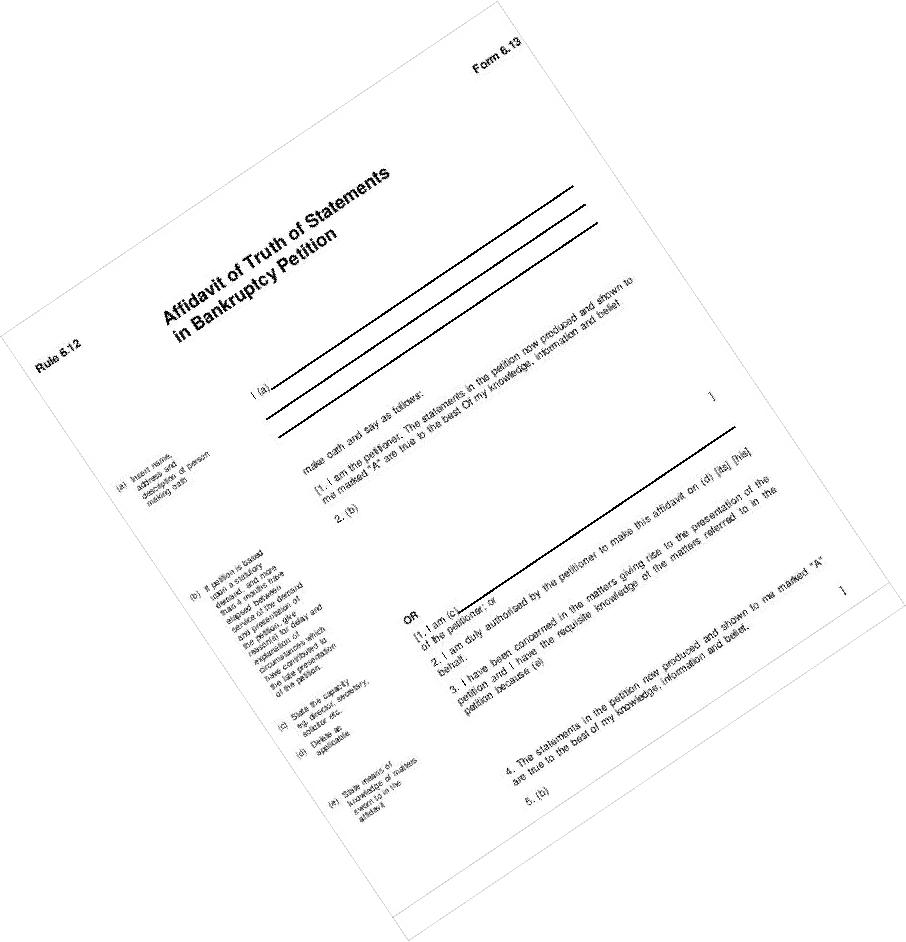 Rule 6.12
Form 6.13
Affidavit of Truth of Statements
in Bankruptcy Petition
(a) Insert name,
address and
description of person
making oath
I (a)
make oath and say as follows:
[1. I am the petitioner. The statements in the petition now produced and shown to
me marked "A" are true to the best Of my knowledge, information and belief
]
(b) If petition is based
upon a statutory
demand, and more
than 4 months have
elapsed between
service of the demand
and presentation of
the petition, give
reason(s) for delay and
explanation of
circumstances which
have contributed to
the late presentation
of the petition.
2. (b)
OR
(c) State the capacity
eg. director, secretary,
solicitor etc.
[1. I am (c)
of the petitioner; or
(d) Delete as
applicable
2. I am duly authorised by the petitioner to make this affidavit on (d) [its] [his]
behalf.
(e) State means of
knowledge of matters
sworn to in the
affidavit
3. I have been concerned in the matters giving rise to the presentation of the
petition and I have the requisite knowledge of the matters referred to in the
petition because (e)
4. The statements in the petition now produced and shown to me marked "A"
are true to the best of my knowledge, information and belief.
]
5. (b)